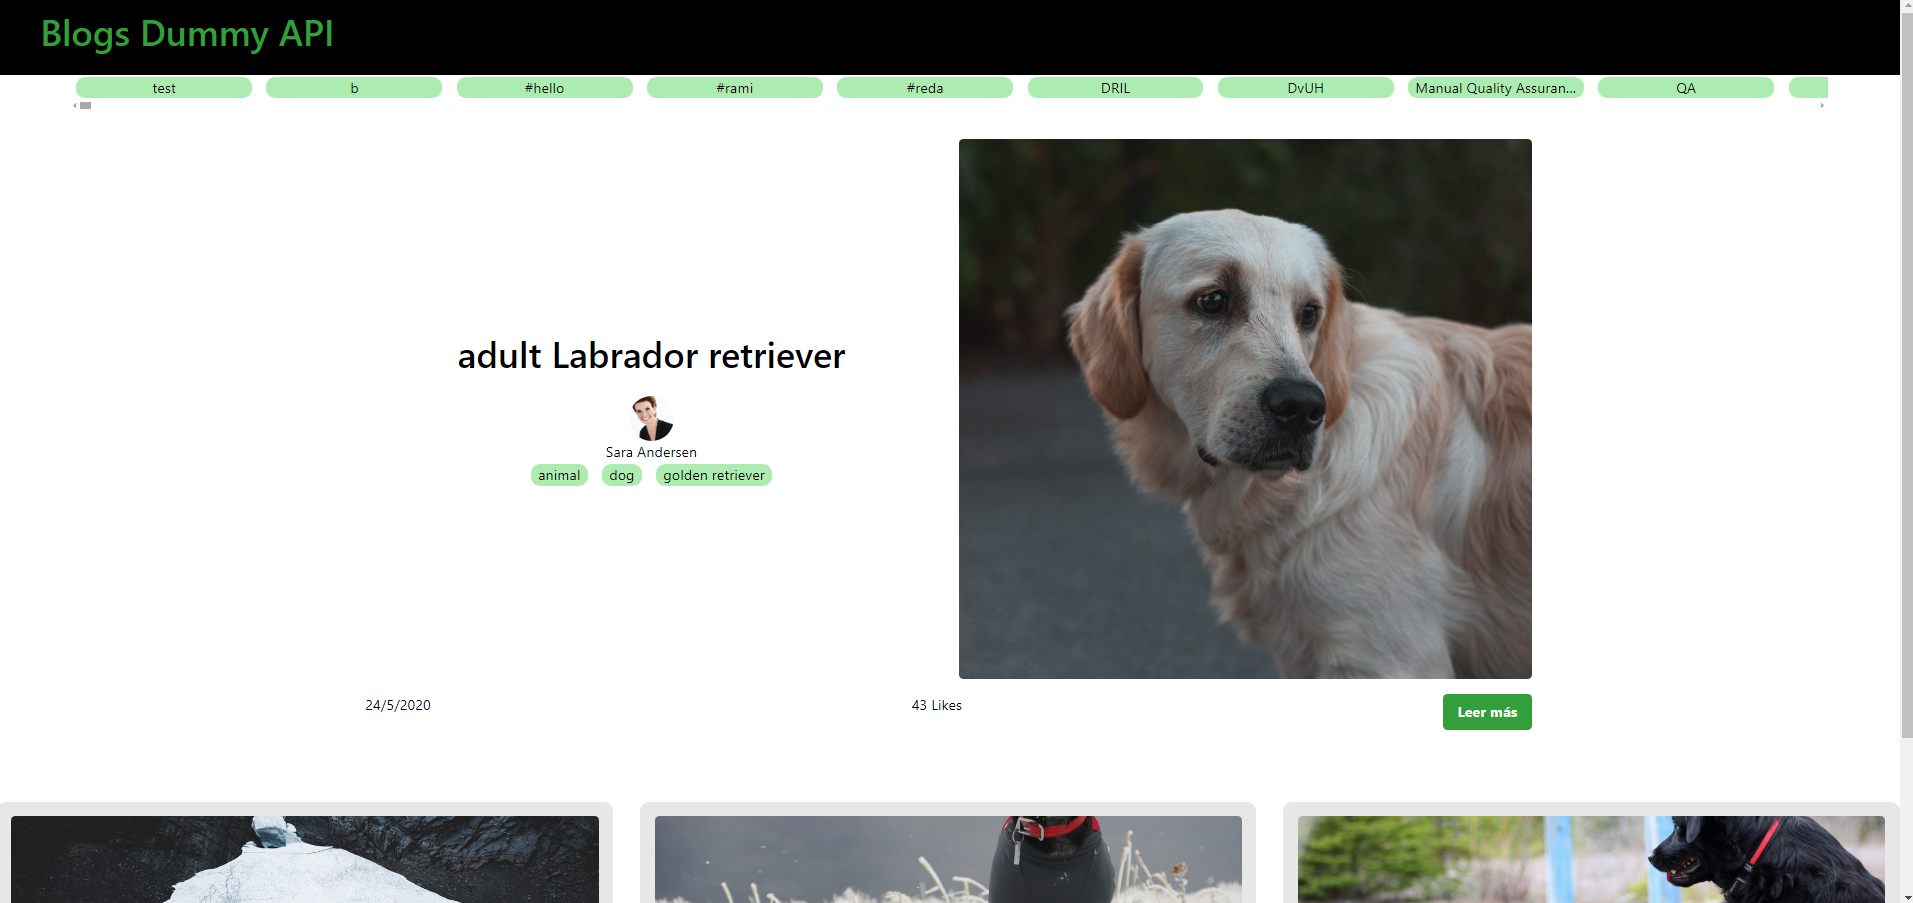 Blogs Dummy API
test b #hello #rami #reda DRIL DvUH Manual Quality Assuran... QA
adult Labrador retriever
Sara Andersen
animal dog golden retriever
24/5/2020 43 Likes Leer más